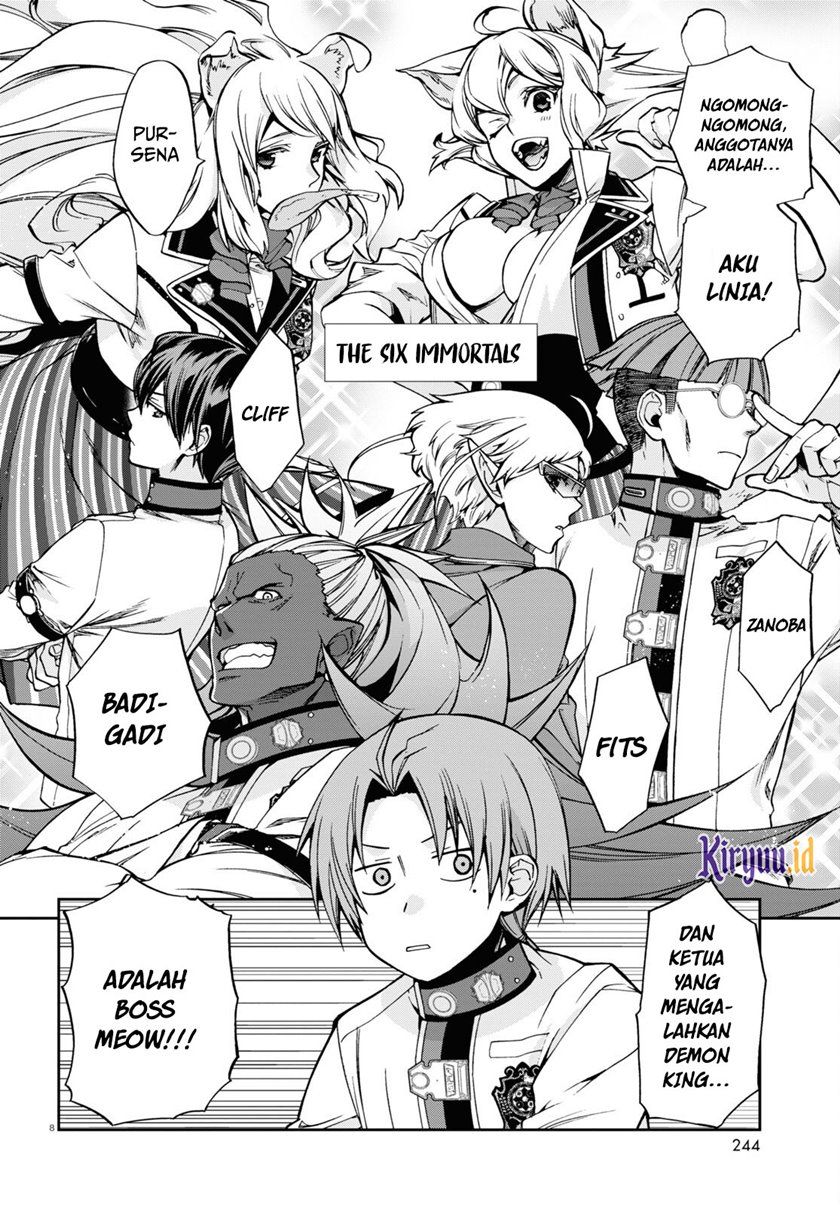 NGOMONG-
NGOMONG,
ANGGOTANYA
ADALAH...
AKU
LINIA!
PUR-
SENA
THE SIX IMMORTALS
CLIFF
ZANOBA
FITS
BADI-
GADI
Kiryuu.id
DAN
KETUA
YANG
MENGA-
LAHKAN
DEMON
KING...
ADALAH
BOSS
MEOW!!!
8
244